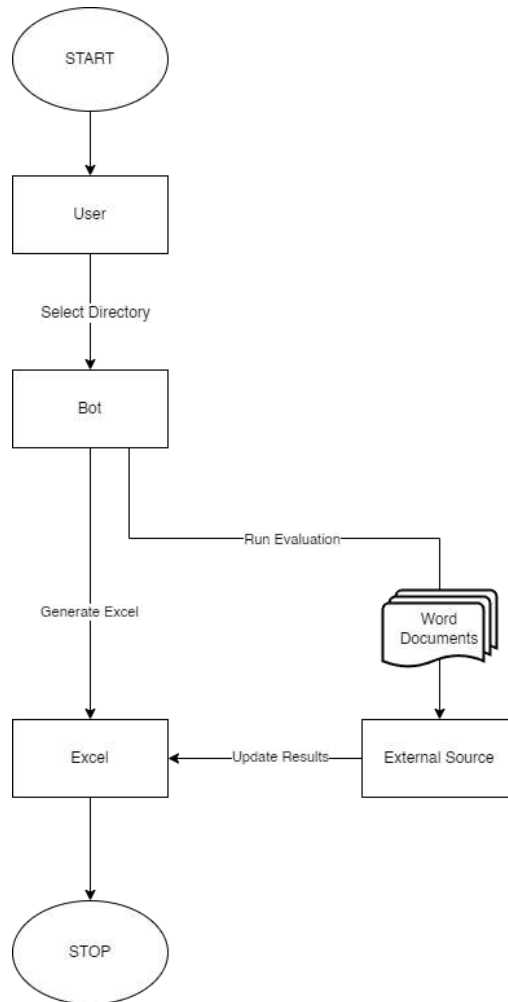 START
User
Select Directory
Bot
Run Evaluation
Generate Excel
Word
Documents
Excel
Update Results
External Source
STOP